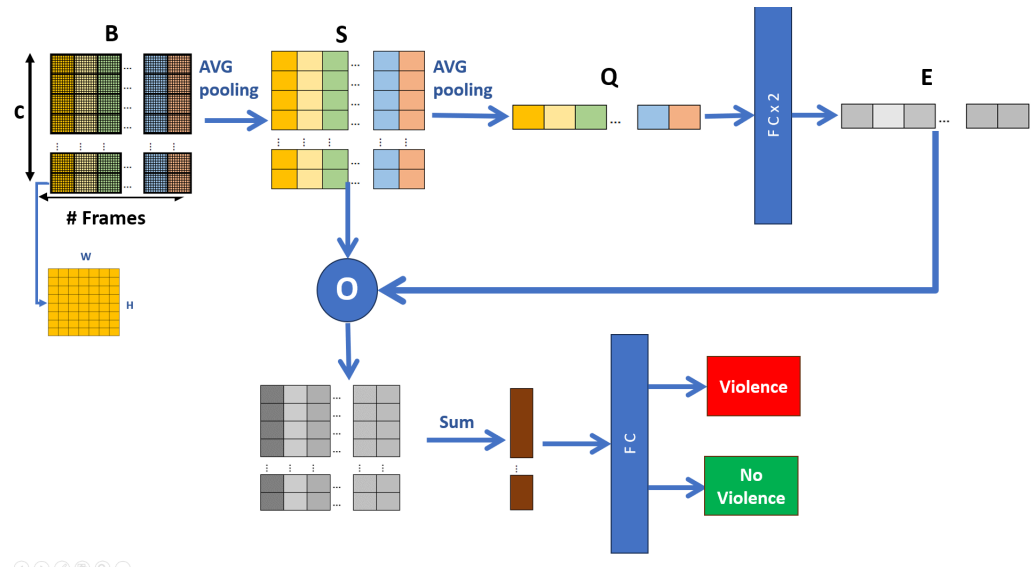 B
S
Q
E
AVG
pooling
AVG
pooling
C
F C x 2
# Frames
W
H
O
Sum
F C
Violence
No
Violence